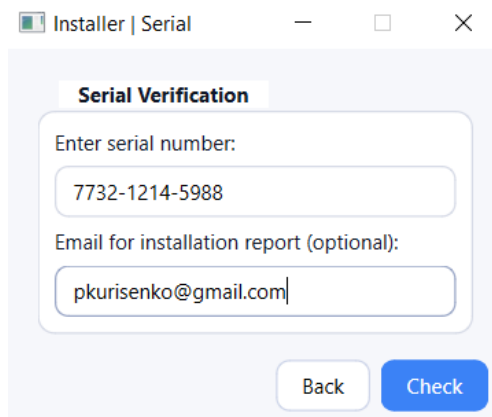 Installer | Serial
Serial Verification
Enter serial number:
7732-1214-5988
Email for installation report (optional):
pkurisenko@gmail.com
Back Check